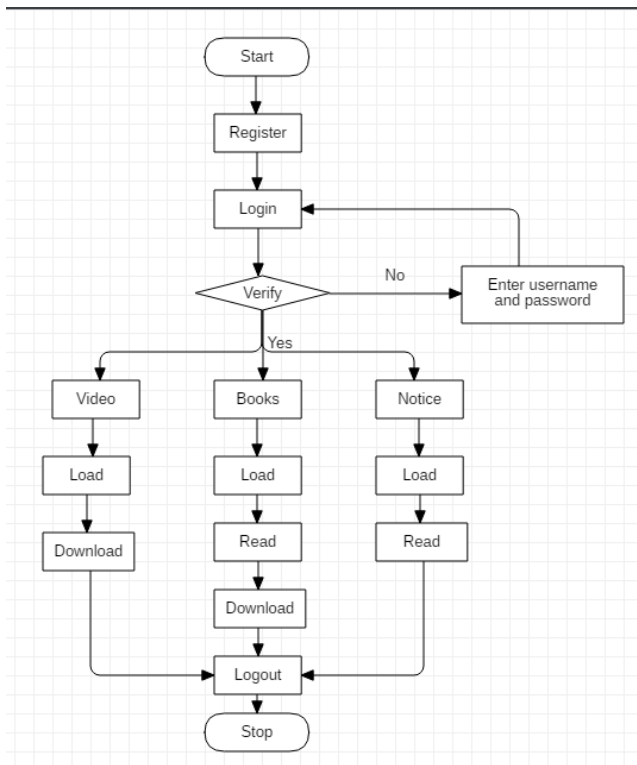 Start
Register
Login
Verify
No
Enter username
and password
Yes
Video
Books
Notice
Load
Load
Load
Download
Read
Read
Download
Logout
Stop